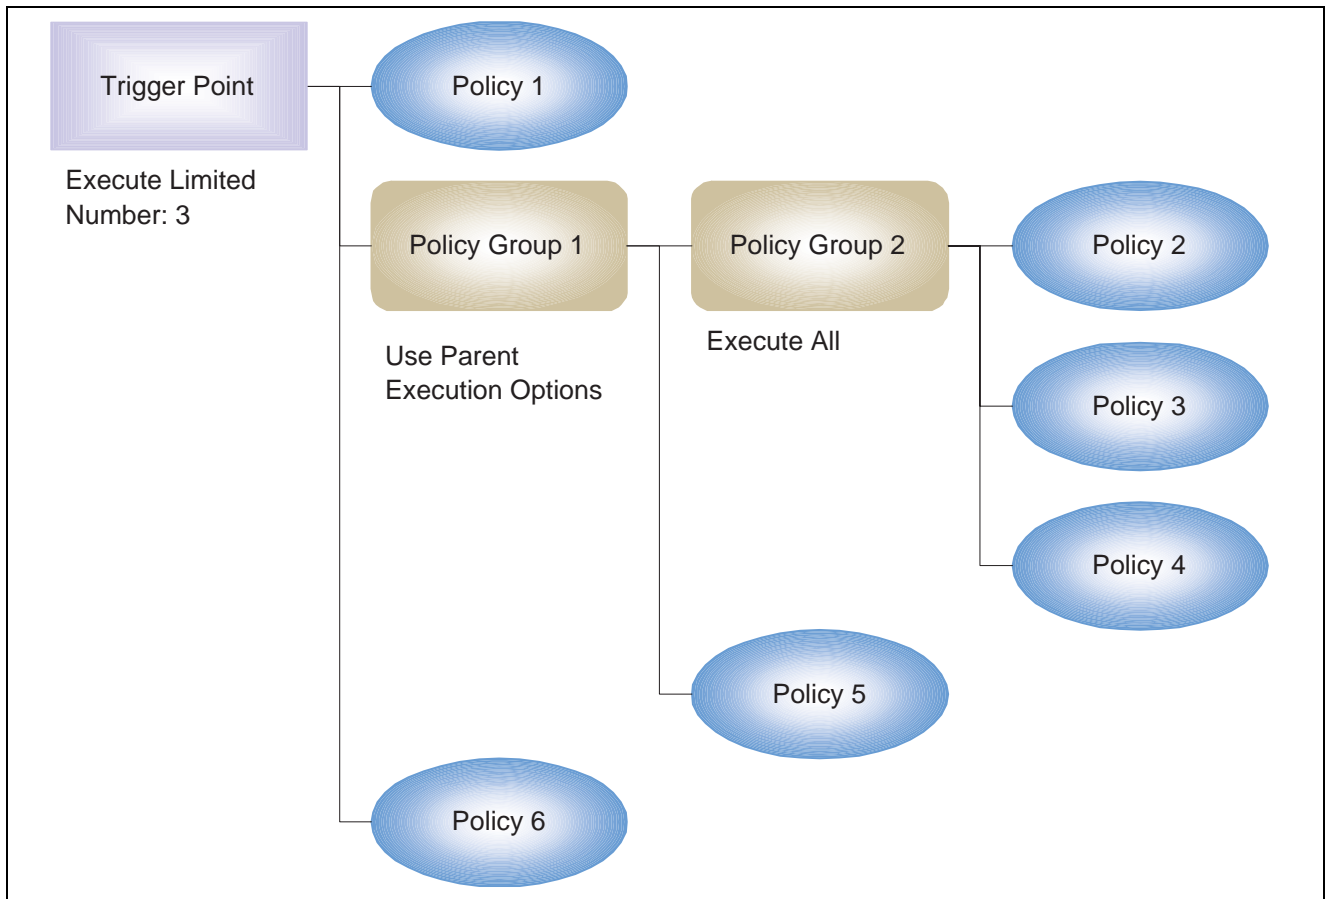 Trigger Point
Execute Limited
Number: 3
Policy 1
Policy Group 1
Use Parent
Execution Options
Policy Group 2
Execute All
Policy 2
Policy 3
Policy 4
Policy 5
Policy 6